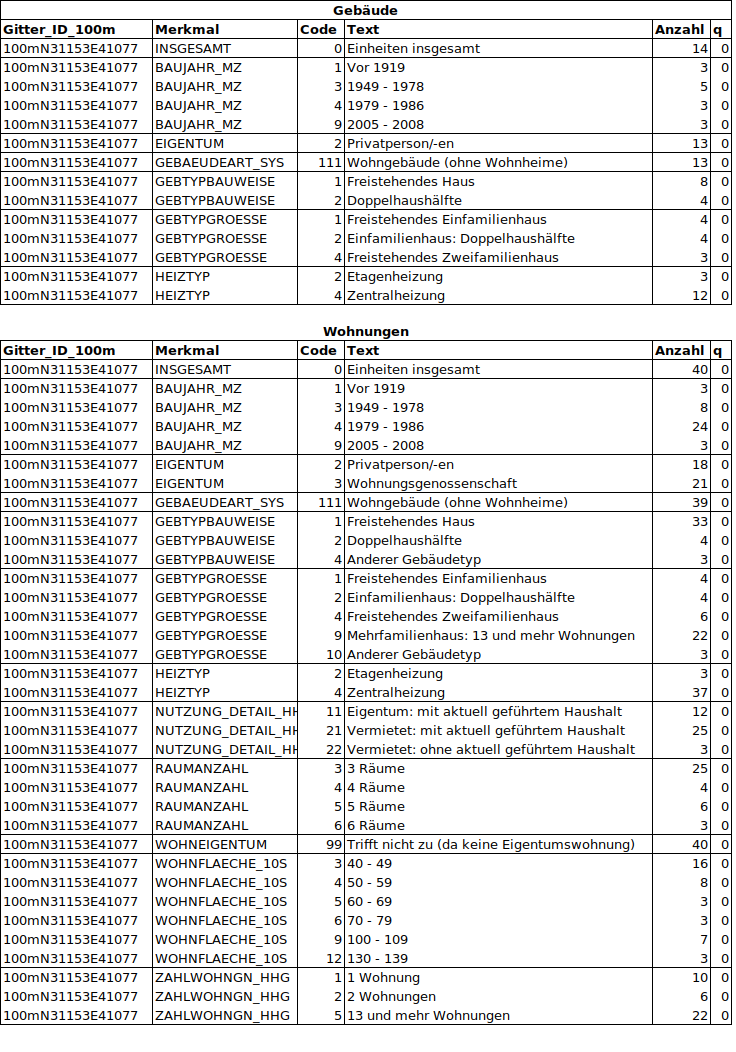 Gebäude
Gitter_ID_100m Merkmal Code Text Anzahl q
100mN31153E41077 INSGESAMT 0 Einheiten insgesamt 14 0
100mN31153E41077 BAUJAHR_MZ 1 Vor 1919 3 0
100mN31153E41077 BAUJAHR_MZ 3 1949 - 1978 5 0
100mN31153E41077 BAUJAHR_MZ 4 1979 - 1986 3 0
100mN31153E41077 BAUJAHR_MZ 9 2005 - 2008 3 0
100mN31153E41077 EIGENTUM 2 Privatperson/-en 13 0
100mN31153E41077 GEBAEUDEART_SYS 111 Wohngebäude (ohne Wohnheime) 13 0
100mN31153E41077 GEBTYPBAUWEISE 1 Freistehendes Haus 8 0
100mN31153E41077 GEBTYPBAUWEISE 2 Doppelhaushälfte 4 0
100mN31153E41077 GEBTYPGROESSE 1 Freistehendes Einfamilienhaus 4 0
100mN31153E41077 GEBTYPGROESSE 2 Einfamilienhaus: Doppelhaushälfte 4 0
100mN31153E41077 GEBTYPGROESSE 4 Freistehendes Zweifamilienhaus 3 0
100mN31153E41077 HEIZTYP 2 Etagenheizung 3 0
100mN31153E41077 HEIZTYP 4 Zentralheizung 12 0
Wohnungen
Gitter_ID_100m Merkmal Code Text Anzahl q
100mN31153E41077 INSGESAMT 0 Einheiten insgesamt 40 0
100mN31153E41077 BAUJAHR_MZ 1 Vor 1919 3 0
100mN31153E41077 BAUJAHR_MZ 3 1949 - 1978 8 0
100mN31153E41077 BAUJAHR_MZ 4 1979 - 1986 24 0
100mN31153E41077 BAUJAHR_MZ 9 2005 - 2008 3 0
100mN31153E41077 EIGENTUM 2 Privatperson/-en 18 0
100mN31153E41077 EIGENTUM 3 Wohnungsgenossenschaft 21 0
100mN31153E41077 GEBAEUDEART_SYS 111 Wohngebäude (ohne Wohnheime) 39 0
100mN31153E41077 GEBTYPBAUWEISE 1 Freistehendes Haus 33 0
100mN31153E41077 GEBTYPBAUWEISE 2 Doppelhaushälfte 4 0
100mN31153E41077 GEBTYPBAUWEISE 4 Anderer Gebäudetyp 3 0
100mN31153E41077 GEBTYPGROESSE 1 Freistehendes Einfamilienhaus 4 0
100mN31153E41077 GEBTYPGROESSE 2 Einfamilienhaus: Doppelhaushälfte 4 0
100mN31153E41077 GEBTYPGROESSE 4 Freistehendes Zweifamilienhaus 6 0
100mN31153E41077 GEBTYPGROESSE 9 Mehrfamilienhaus: 13 und mehr Wohnungen 22 0
100mN31153E41077 GEBTYPGROESSE 10 Anderer Gebäudetyp 3 0
100mN31153E41077 HEIZTYP 2 Etagenheizung 3 0
100mN31153E41077 HEIZTYP 4 Zentralheizung 37 0
100mN31153E41077 NUTZUNG_DETAIL_HH 11 Eigentum: mit aktuell geführtem Haushalt 12 0
100mN31153E41077 NUTZUNG_DETAIL_HH 21 Vermietet: mit aktuell geführtem Haushalt 25 0
100mN31153E41077 NUTZUNG_DETAIL_HH 22 Vermietet: ohne aktuell geführtem Haushalt 3 0
100mN31153E41077 RAUMANZAHL 3 3 Räume 25 0
100mN31153E41077 RAUMANZAHL 4 4 Räume 4 0
100mN31153E41077 RAUMANZAHL 5 5 Räume 6 0
100mN31153E41077 RAUMANZAHL 6 6 Räume 3 0
100mN31153E41077 WOHNEIGENTUM 99 Trifft nicht zu (da keine Eigentumswohnung) 40 0
100mN31153E41077 WOHNFLAECHE_10S 3 40 - 49 16 0
100mN31153E41077 WOHNFLAECHE_10S 4 50 - 59 8 0
100mN31153E41077 WOHNFLAECHE_10S 5 60 - 69 3 0
100mN31153E41077 WOHNFLAECHE_10S 6 70 - 79 3 0
100mN31153E41077 WOHNFLAECHE_10S 9 100 - 109 7 0
100mN31153E41077 WOHNFLAECHE_10S 12 130 - 139 3 0
100mN31153E41077 ZAHLWOHNGN_HHG 1 1 Wohnung 10 0
100mN31153E41077 ZAHLWOHNGN_HHG 2 2 Wohnungen 6 0
100mN31153E41077 ZAHLWOHNGN_HHG 5 13 und mehr Wohnungen 22 0